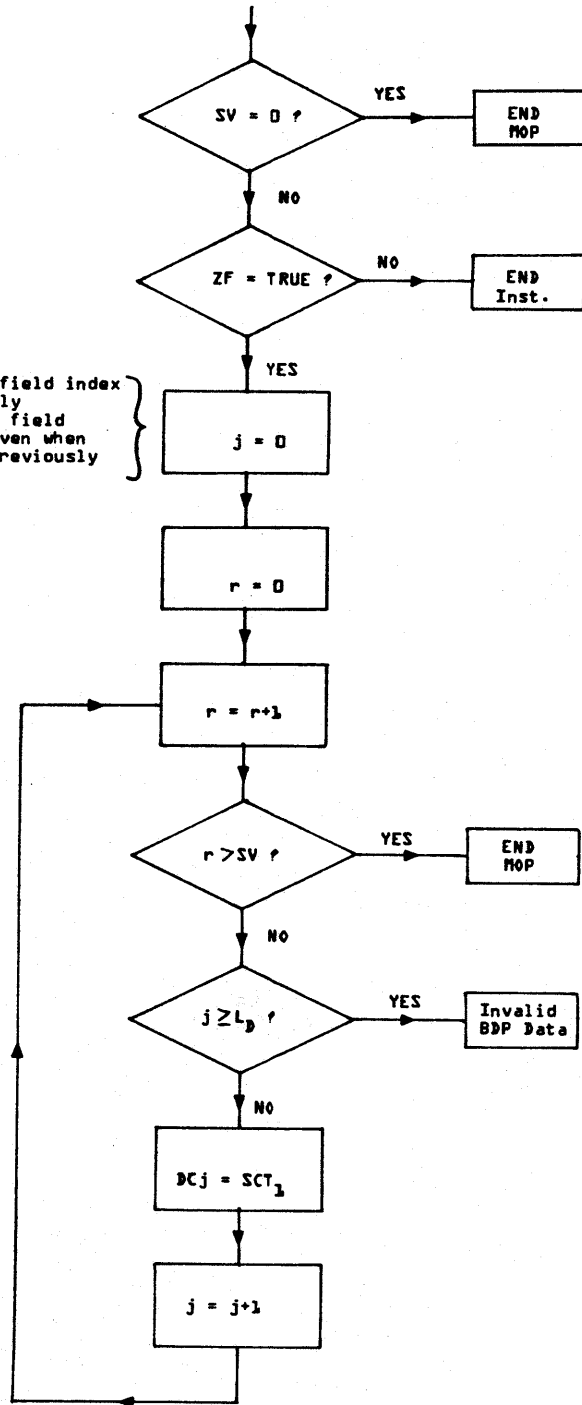 SV = 0 ?
YES
END
MOP
NO
ZF = TRUE ?
NO
END
Inst.
YES
field index
ly
field
ven when
reviously
j = 0
r = 0
r = r+1
r > SV ?
YES
END
MOP
NO
j ≥ L_D ?
YES
Invalid
BDP Data
NO
DCj = SCT_1
j = j+1